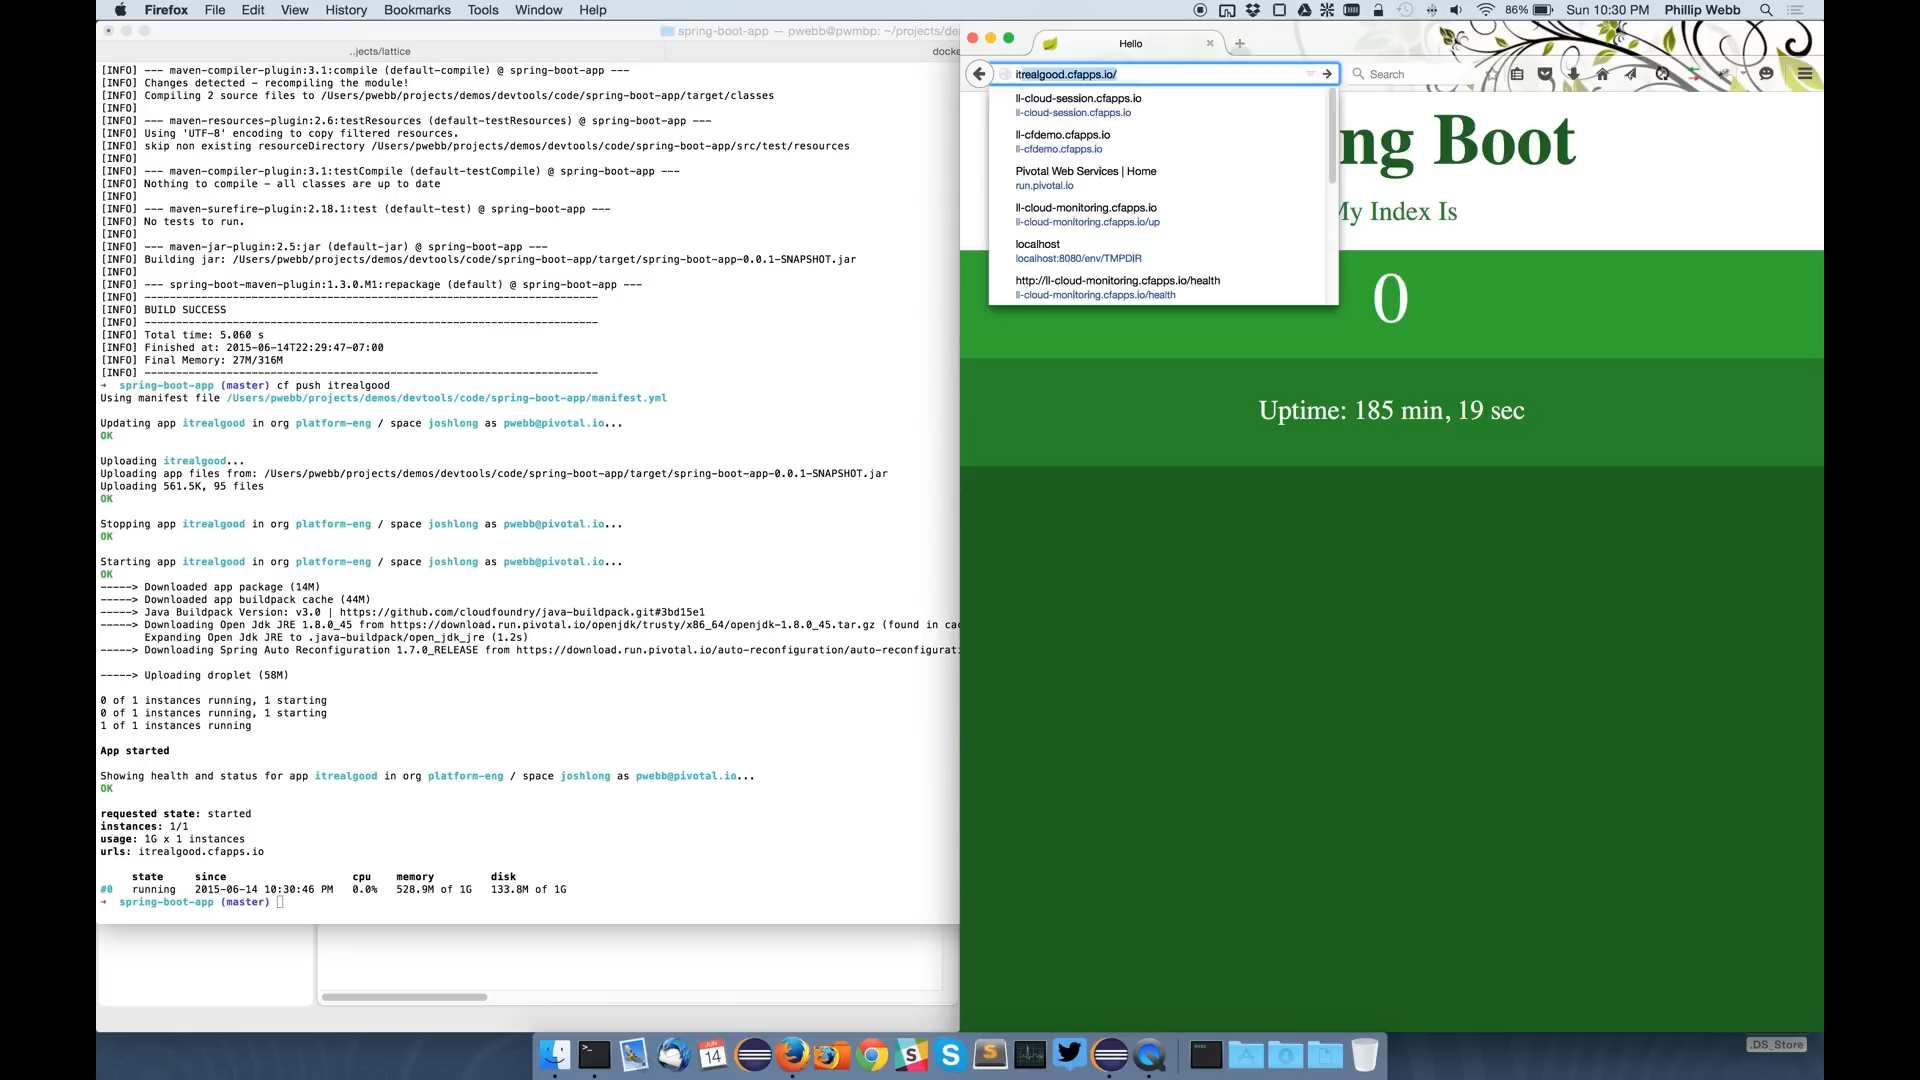 Firefox File Edit View History Bookmarks Tools Window Help
86% Sun 10:30 PM Phillip Webb
spring-boot-app — pwebb@pwmbp: ~/projects/de
..jects/lattice
docke
[INFO] --- maven-compiler-plugin:3.1:compile (default-compile) @ spring-boot-app ---
[INFO] Changes detected - recompiling the module!
[INFO] Compiling 2 source files to /Users/pwebb/projects/demos/devtools/code/spring-boot-app/target/classes
[INFO]
[INFO] --- maven-resources-plugin:2.6:testResources (default-testResources) @ spring-boot-app ---
[INFO] Using 'UTF-8' encoding to copy filtered resources.
[INFO] skip non existing resourceDirectory /Users/pwebb/projects/demos/devtools/code/spring-boot-app/src/test/resources
[INFO]
[INFO] --- maven-compiler-plugin:3.1:testCompile (default-testCompile) @ spring-boot-app ---
[INFO] Nothing to compile - all classes are up to date
[INFO]
[INFO] --- maven-surefire-plugin:2.18.1:test (default-test) @ spring-boot-app ---
[INFO] No tests to run.
[INFO]
[INFO] --- maven-jar-plugin:2.5:jar (default-jar) @ spring-boot-app ---
[INFO] Building jar: /Users/pwebb/projects/demos/devtools/code/spring-boot-app/target/spring-boot-app-0.0.1-SNAPSHOT.jar
[INFO]
[INFO] --- spring-boot-maven-plugin:1.3.0.M1:repackage (default) @ spring-boot-app ---
[INFO] ------------------------------------------------------------------------
[INFO] BUILD SUCCESS
[INFO] ------------------------------------------------------------------------
[INFO] Total time: 5.060 s
[INFO] Finished at: 2015-06-14T22:29:47-07:00
[INFO] Final Memory: 27M/316M
[INFO] ------------------------------------------------------------------------
→ spring-boot-app (master) cf push itrealgood
Using manifest file /Users/pwebb/projects/demos/devtools/code/spring-boot-app/manifest.yml
Updating app itrealgood in org platform-eng / space joshlong as pwebb@pivotal.io...
OK
Uploading itrealgood...
Uploading app files from: /Users/pwebb/projects/demos/devtools/code/spring-boot-app/target/spring-boot-app-0.0.1-SNAPSHOT.jar
Uploading 561.5K, 95 files
OK
Stopping app itrealgood in org platform-eng / space joshlong as pwebb@pivotal.io...
OK
Starting app itrealgood in org platform-eng / space joshlong as pwebb@pivotal.io...
OK
-----> Downloaded app package (14M)
-----> Downloaded app buildpack cache (44M)
-----> Java Buildpack Version: v3.0 | https://github.com/cloudfoundry/java-buildpack.git#3bd15e1
-----> Downloading Open Jdk JRE 1.8.0_45 from https://download.run.pivotal.io/openjdk/trusty/x86_64/openjdk-1.8.0_45.tar.gz (found in cac
Expanding Open Jdk JRE to .java-buildpack/open_jdk_jre (1.2s)
-----> Downloading Spring Auto Reconfiguration 1.7.0_RELEASE from https://download.run.pivotal.io/auto-reconfiguration/auto-reconfigurati
-----> Uploading droplet (58M)
0 of 1 instances running, 1 starting
0 of 1 instances running, 1 starting
1 of 1 instances running
App started
Showing health and status for app itrealgood in org platform-eng / space joshlong as pwebb@pivotal.io...
OK
requested state: started
instances: 1/1
usage: 1G x 1 instances
urls: itrealgood.cfapps.io
state since cpu memory disk
#0 running 2015-06-14 10:30:46 PM 0.0% 528.9M of 1G 133.8M of 1G
→ spring-boot-app (master)
Hello
itrealgood.cfapps.io/
Search
ll-cloud-session.cfapps.io
ll-cloud-session.cfapps.io
ll-cfdemo.cfapps.io
ll-cfdemo.cfapps.io
Pivotal Web Services | Home
run.pivotal.io
ll-cloud-monitoring.cfapps.io
ll-cloud-monitoring.cfapps.io/up
localhost
localhost:8080/env/TMPDIR
http://ll-cloud-monitoring.cfapps.io/health
ll-cloud-monitoring.cfapps.io/health
ng Boot
My Index Is
0
Uptime: 185 min, 19 sec
JUN
14
.DS_Store